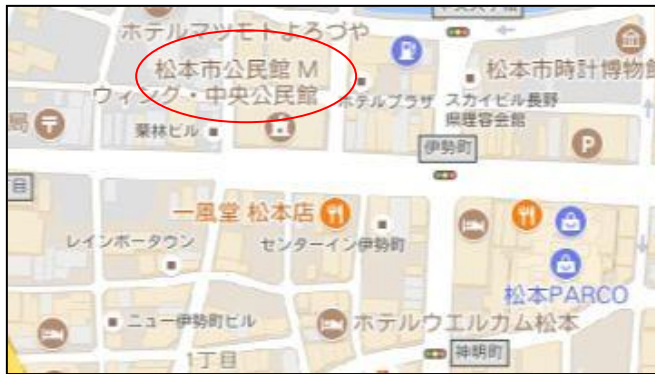 ホテルマツモトよろづや
松本市公民館 M
ウィング・中央公民館
松本市時計博物館
ホテルプラザ
スカイビル長野
県理容会館
局
栗林ビル
伊勢町
P
目
一風堂 松本店
レインボータウン
センターイン伊勢町
松本PARCO
ニュー伊勢町ビル
ホテルウエルカム松本
1丁目
神明町